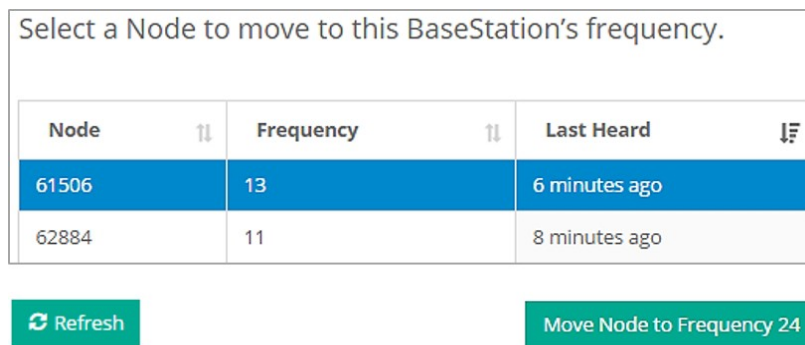 Select a Node to move to this BaseStation’s frequency.
Node Frequency Last Heard
61506 13 6 minutes ago
62884 11 8 minutes ago
Refresh Move Node to Frequency 24